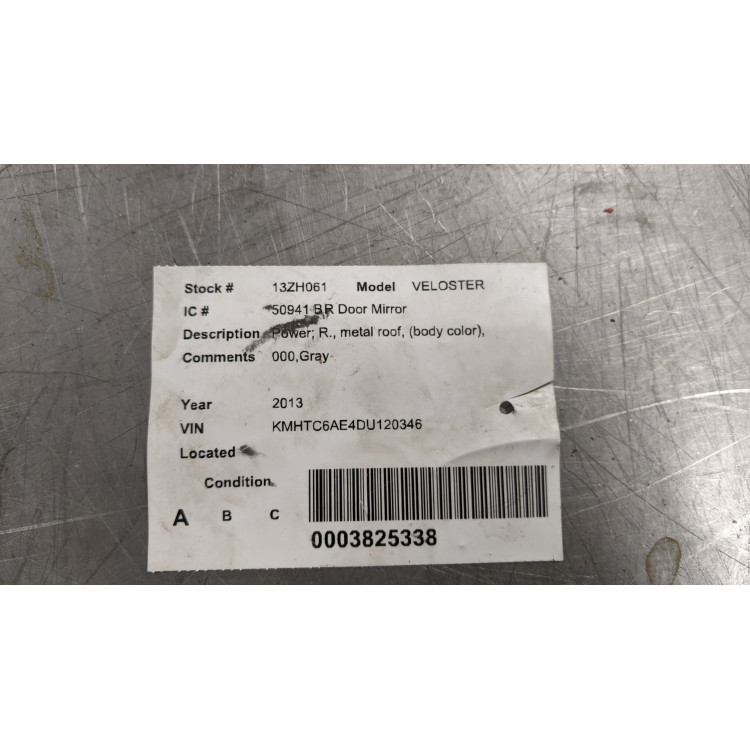 Stock # 13ZH061 Model VELOSTER
IC # 50941 BR Door Mirror
Description Power; R., metal roof, (body color),
Comments 000,Gray
Year 2013
VIN KMHTC6AE4DU120346
Located
Condition
A B C
0003825338